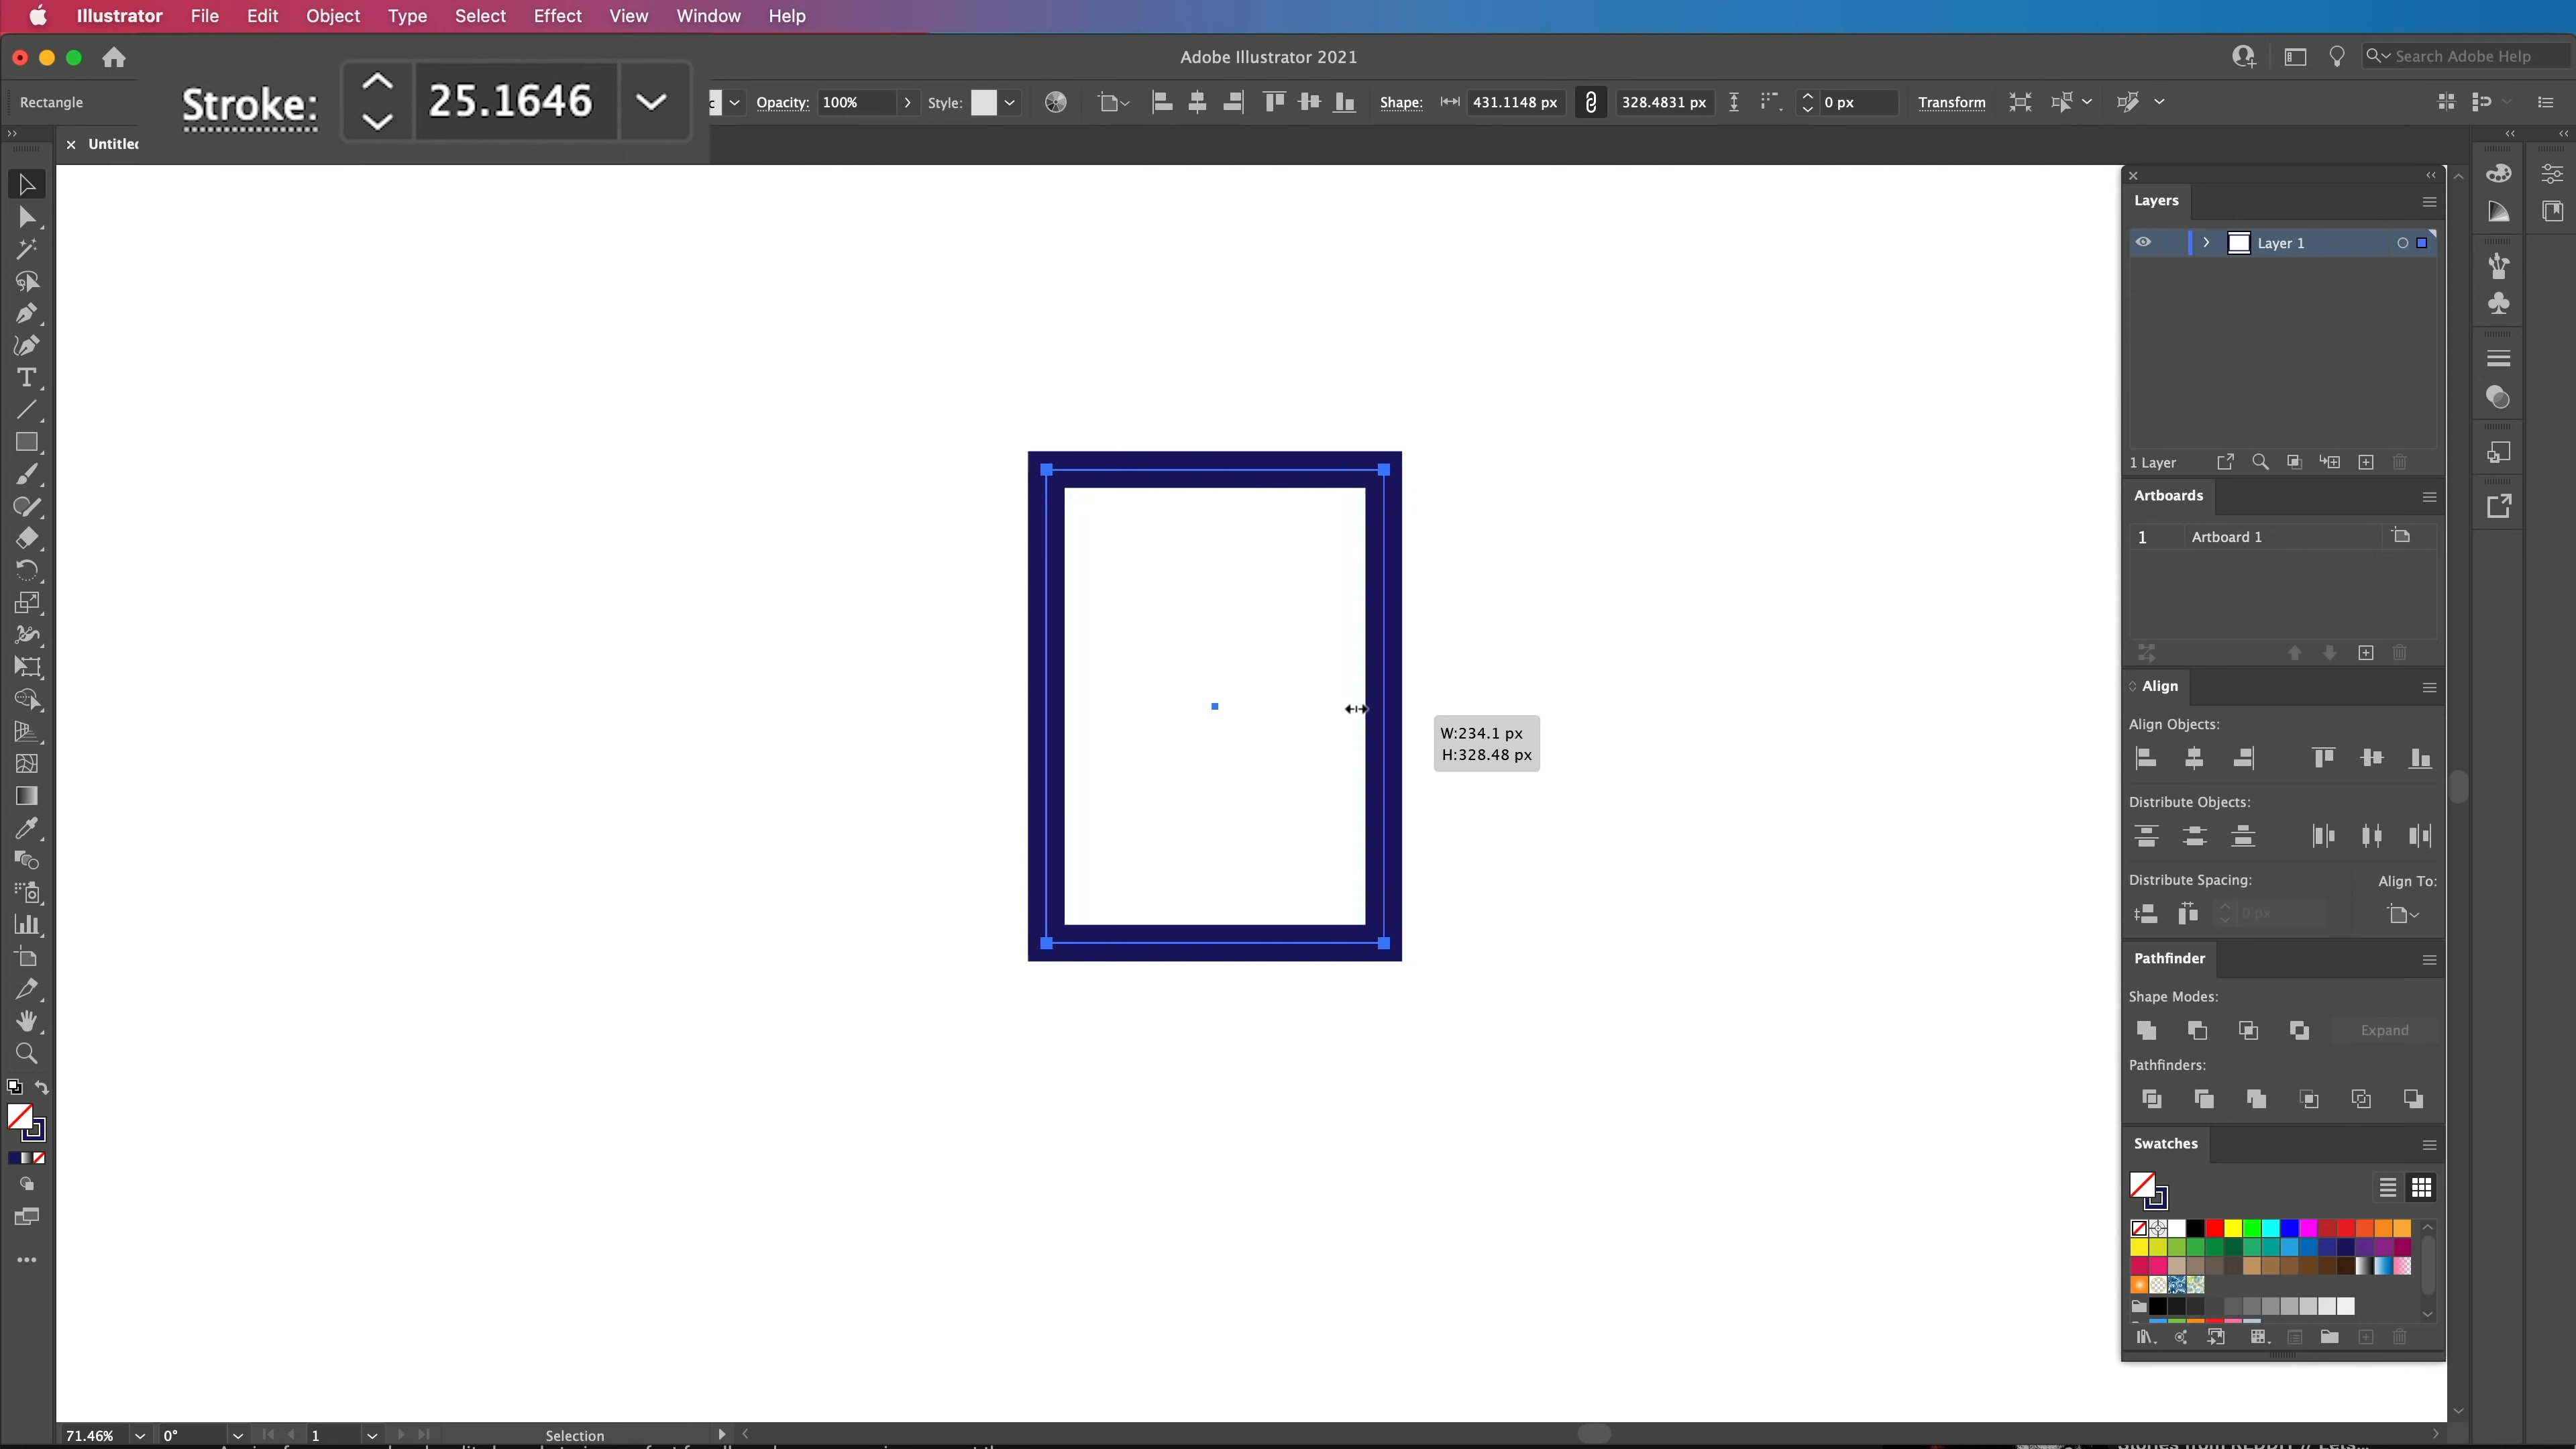 Illustrator File Edit Object Type Select Effect View Window Help
Adobe Illustrator 2021
Search Adobe Help
Rectangle
Stroke: 25.1646
Opacity: 100% Style:
Shape: 431.1148 px 328.4831 px 0 px Transform
Layers
Layer 1
1 Layer
Artboards
1 Artboard 1
Align
Align Objects:
W:234.1 px
H:328.48 px
Distribute Objects:
Distribute Spacing: Align To:
0 px
Pathfinder
Shape Modes:
Expand
Pathfinders:
Swatches
71.46% 0° 1 Selection